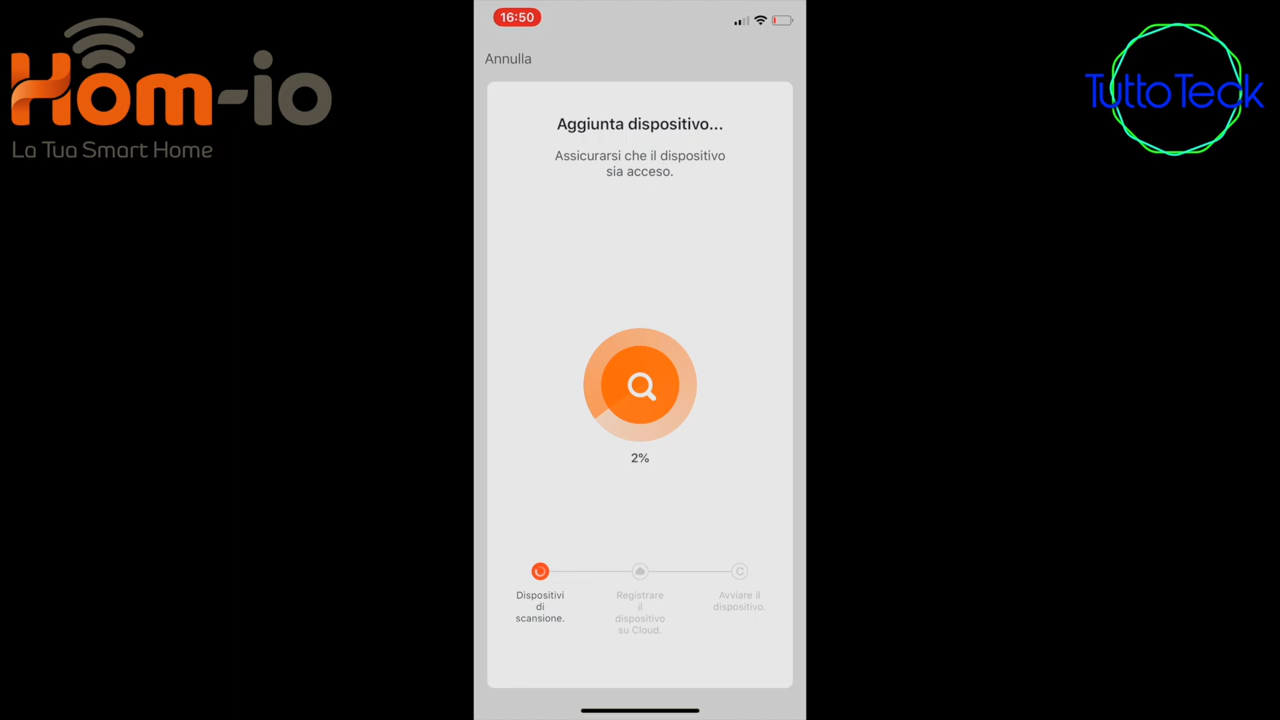 Hom-io
La Tua Smart Home
16:50
Annulla
Aggiunta dispositivo...
Assicurarsi che il dispositivo
sia acceso.
2%
Dispositivi
di
scansione.
Registrare
il
dispositivo
su Cloud.
Avviare il
dispositivo.
TuttoTeck